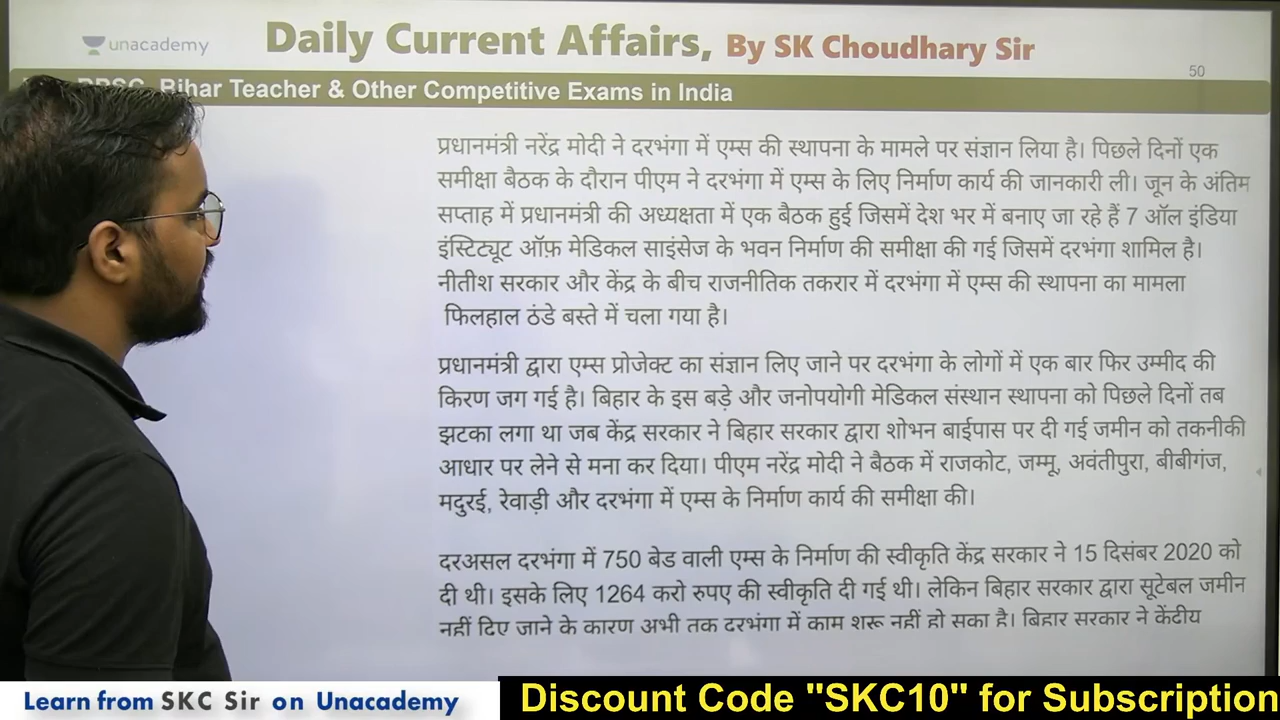 unacademy
Daily Current Affairs, By SK Choudhary Sir
50
BPSC, Bihar Teacher & Other Competitive Exams in India
प्रधानमंत्री नरेंद्र मोदी ने दरभंगा में एम्स की स्थापना के मामले पर संज्ञान लिया है। पिछले दिनों एक
समीक्षा बैठक के दौरान पीएम ने दरभंगा में एम्स के लिए निर्माण कार्य की जानकारी ली। जून के अंतिम
सप्ताह में प्रधानमंत्री की अध्यक्षता में एक बैठक हुई जिसमें देश भर में बनाए जा रहे हैं 7 ऑल इंडिया
इंस्टिट्यूट ऑफ़ मेडिकल साइंसेज के भवन निर्माण की समीक्षा की गई जिसमें दरभंगा शामिल है।
नीतीश सरकार और केंद्र के बीच राजनीतिक तकरार में दरभंगा में एम्स की स्थापना का मामला
फिलहाल ठंडे बस्ते में चला गया है।
प्रधानमंत्री द्वारा एम्स प्रोजेक्ट का संज्ञान लिए जाने पर दरभंगा के लोगों में एक बार फिर उम्मीद की
किरण जग गई है। बिहार के इस बड़े और जनोपयोगी मेडिकल संस्थान स्थापना को पिछले दिनों तब
झटका लगा था जब केंद्र सरकार ने बिहार सरकार द्वारा शोभन बाईपास पर दी गई जमीन को तकनीकी
आधार पर लेने से मना कर दिया। पीएम नरेंद्र मोदी ने बैठक में राजकोट, जम्मू, अवंतीपुरा, बीबीगंज,
मदुरई, रेवाड़ी और दरभंगा में एम्स के निर्माण कार्य की समीक्षा की।
दरअसल दरभंगा में 750 बेड वाली एम्स के निर्माण की स्वीकृति केंद्र सरकार ने 15 दिसंबर 2020 को
दी थी। इसके लिए 1264 करो रुपए की स्वीकृति दी गई थी। लेकिन बिहार सरकार द्वारा सूटेबल जमीन
नहीं दिए जाने के कारण अभी तक दरभंगा में काम शुरू नहीं हो सका है। बिहार सरकार ने केंद्रीय
Learn from SKC Sir on Unacademy
Discount Code "SKC10" for Subscription